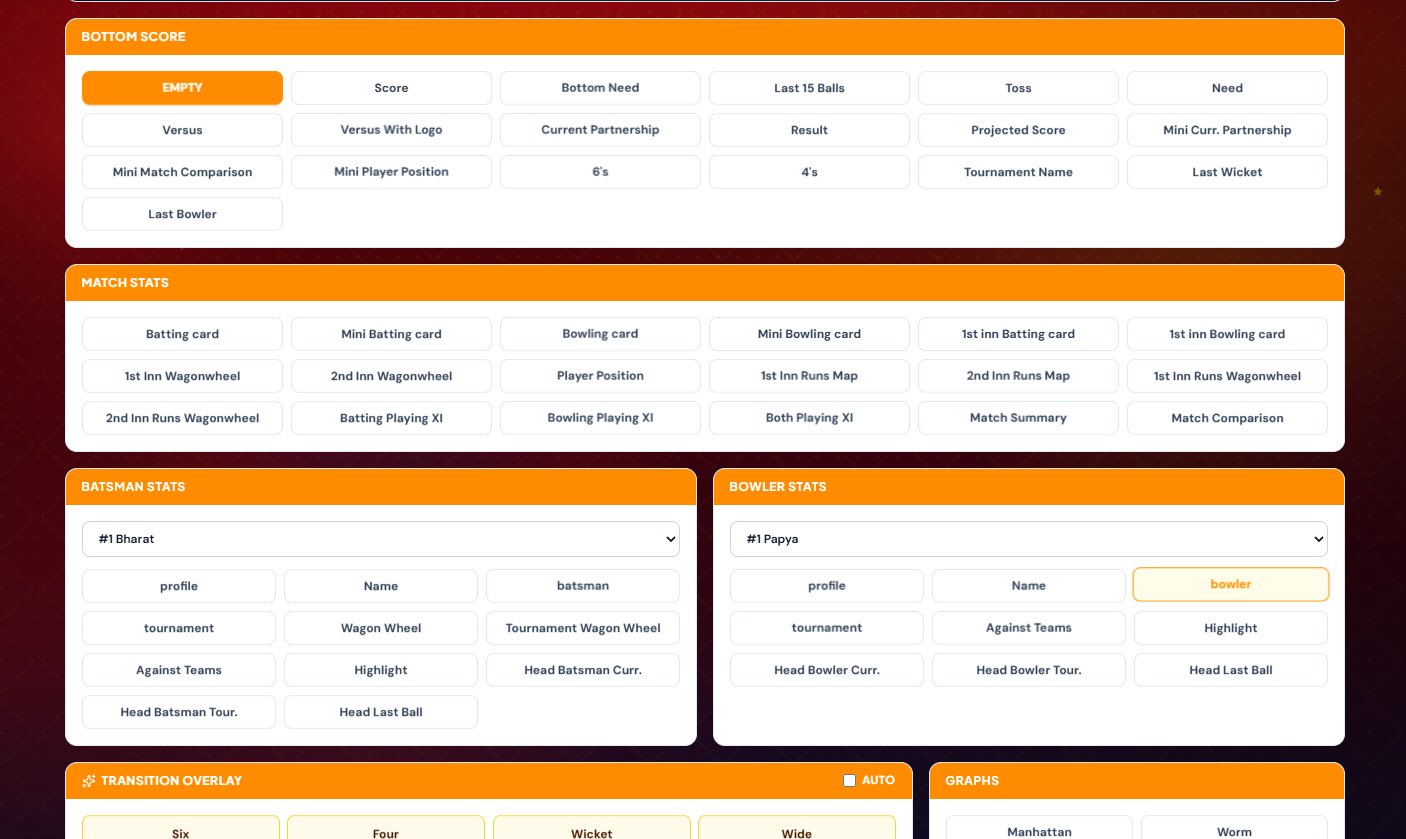 BOTTOM SCORE
EMPTY Score Bottom Need Last 15 Balls Toss Need
Versus Versus With Logo Current Partnership Result Projected Score Mini Curr. Partnership
Mini Match Comparison Mini Player Position 6's 4's Tournament Name Last Wicket
Last Bowler
MATCH STATS
Batting card Mini Batting card Bowling card Mini Bowling card 1st inn Batting card 1st inn Bowling card
1st Inn Wagonwheel 2nd Inn Wagonwheel Player Position 1st Inn Runs Map 2nd Inn Runs Map 1st Inn Runs Wagonwheel
2nd Inn Runs Wagonwheel Batting Playing XI Bowling Playing XI Both Playing XI Match Summary Match Comparison
BATSMAN STATS
#1 Bharat
profile Name batsman
tournament Wagon Wheel Tournament Wagon Wheel
Against Teams Highlight Head Batsman Curr.
Head Batsman Tour. Head Last Ball
BOWLER STATS
#1 Papya
profile Name bowler
tournament Against Teams Highlight
Head Bowler Curr. Head Bowler Tour. Head Last Ball
TRANSITION OVERLAY AUTO
Six Four Wicket Wide
GRAPHS
Manhattan Worm